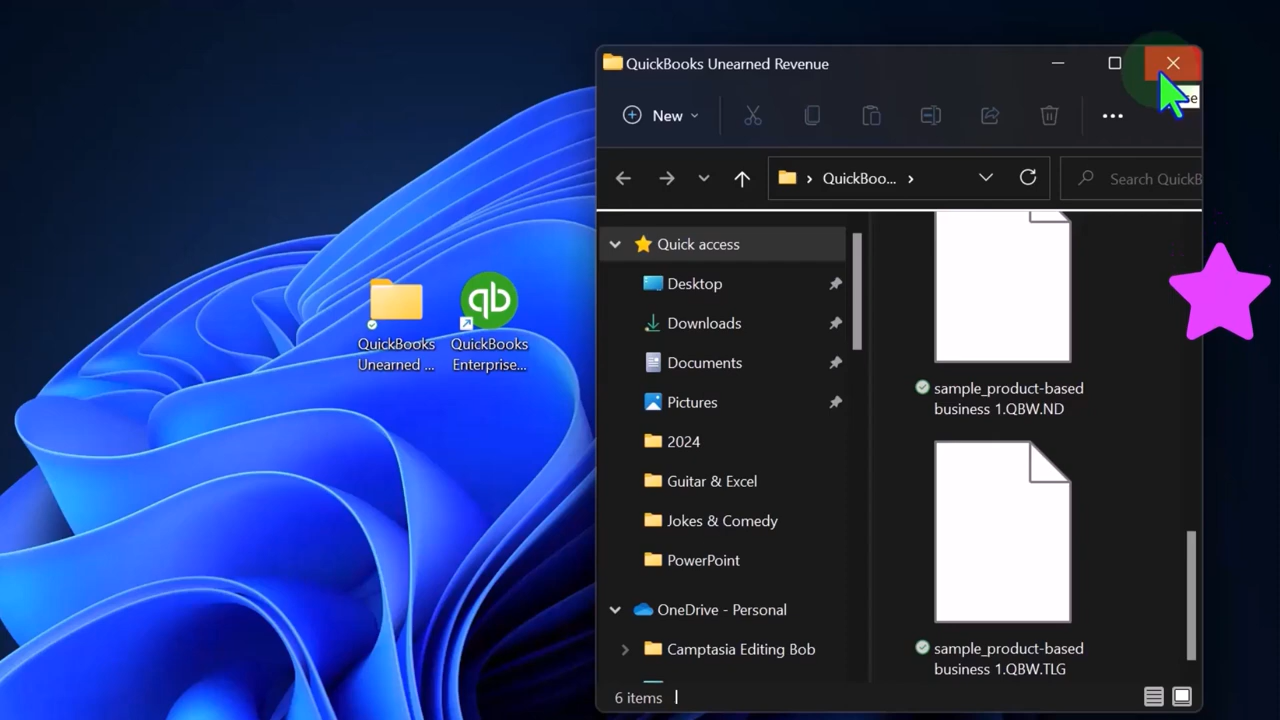 QuickBooks Unearned Revenue
New
QuickBoo...
Search QuickB
Quick access
Desktop
Downloads
Documents
Pictures
2024
Guitar & Excel
Jokes & Comedy
PowerPoint
OneDrive - Personal
Camptasia Editing Bob
sample_product-based
business 1.QBW.ND
sample_product-based
business 1.QBW.TLG
6 items
qb
QuickBooks
Unearned ...
QuickBooks
Enterprise...